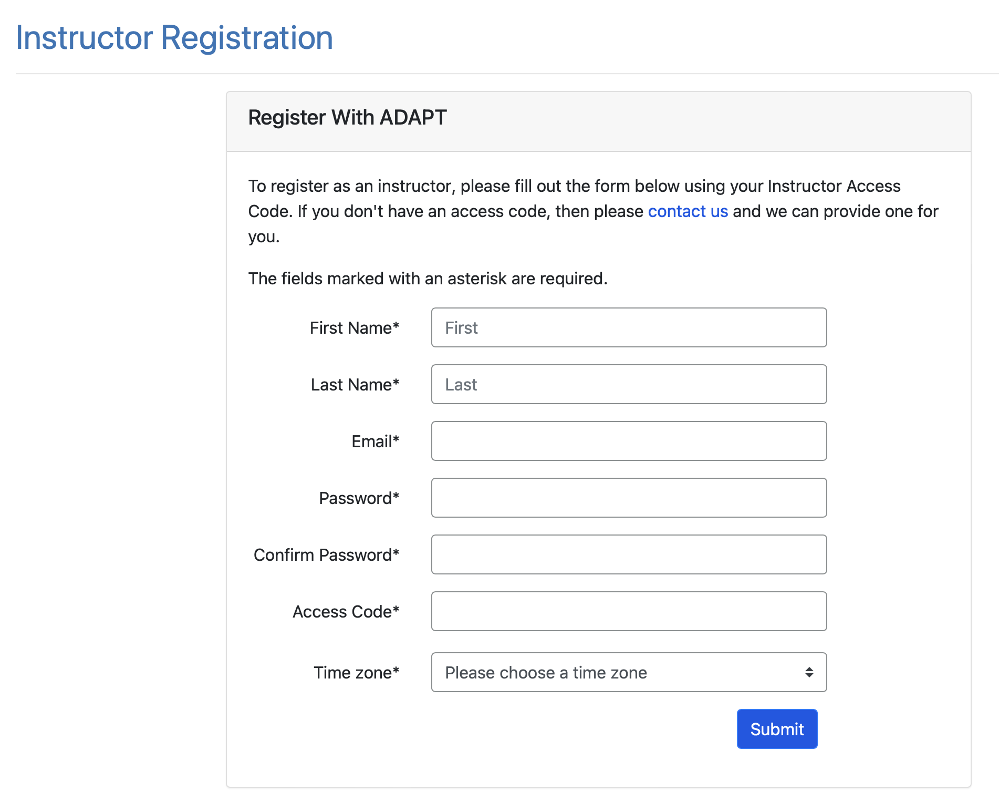 Instructor Registration
Register With ADAPT
To register as an instructor, please fill out the form below using your Instructor Access
Code. If you don't have an access code, then please contact us and we can provide one for
you.
The fields marked with an asterisk are required.
First Name* First
Last Name* Last
Email*
Password*
Confirm Password*
Access Code*
Time zone* Please choose a time zone
Submit